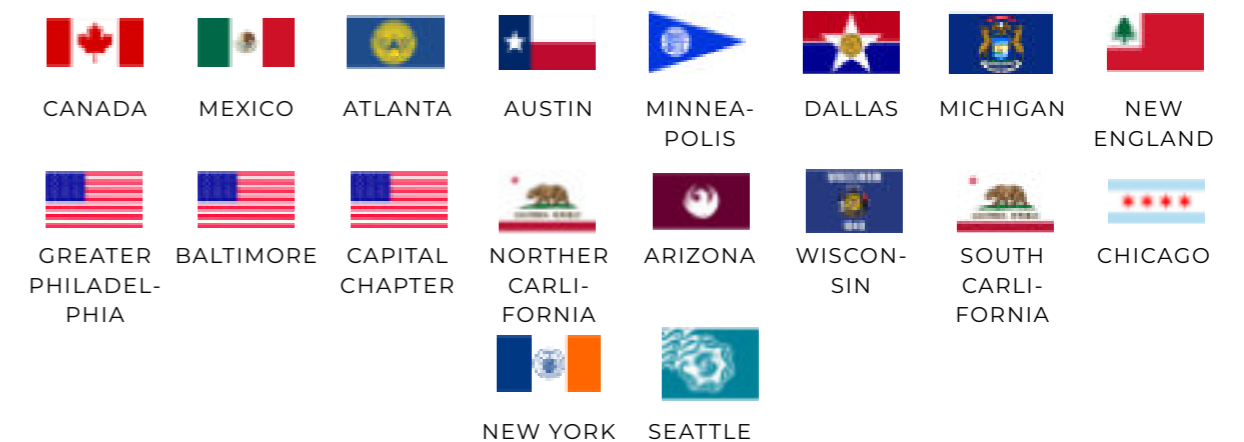 CANADA
MEXICO
ATLANTA
AUSTIN
MINNEA-
POLIS
DALLAS
MICHIGAN
NEW
ENGLAND
GREATER
PHILADEL-
PHIA
BALTIMORE
CAPITAL
CHAPTER
NORTHER
CARLI-
FORNIA
ARIZONA
WISCON-
SIN
SOUTH
CARLI-
FORNIA
CHICAGO
NEW YORK
SEATTLE